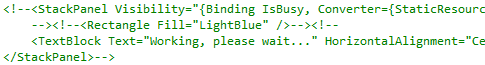 <!--<StackPanel Visibility="{Binding IsBusy, Converter={StaticResourc
--><!--<Rectangle Fill="LightBlue" /><!--
<TextBlock Text="Working, please wait..." HorizontalAlignment="Ce
</StackPanel>-->